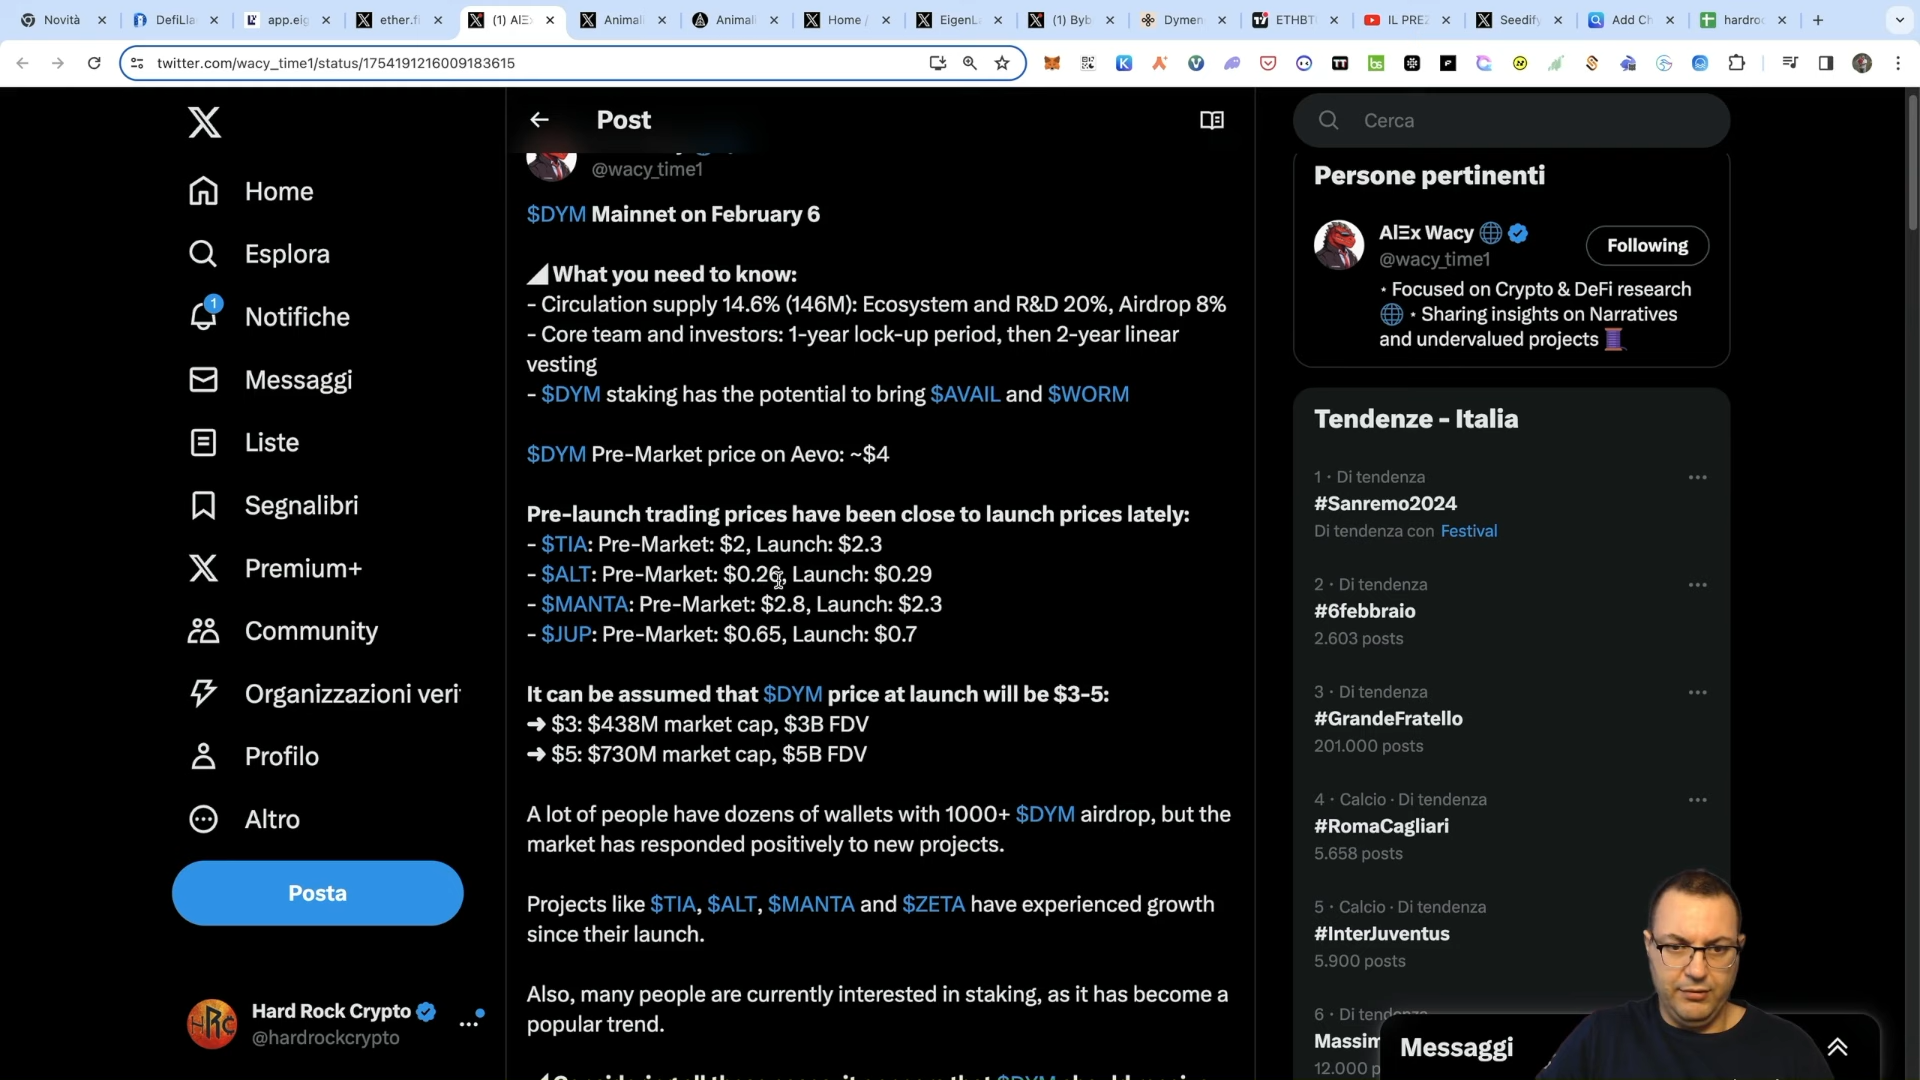 Novità
DefiLla
app.eig
ether.fi
(1) AlΞx
Animali
Animali
Home /
EigenLa
(1) Byb
Dymen
ETHBT
IL PREZ
Seedify
Add Ch
hardroc
twitter.com/wacy_time1/status/1754191216009183615
Home
Esplora
1
Notifiche
Messaggi
Liste
Segnalibri
Premium+
Community
Organizzazioni veri
Profilo
Altro
Posta
Hard Rock Crypto
@hardrockcrypto
Post
@wacy_time1
$DYM Mainnet on February 6
◢ What you need to know:
- Circulation supply 14.6% (146M): Ecosystem and R&D 20%, Airdrop 8%
- Core team and investors: 1-year lock-up period, then 2-year linear
vesting
- $DYM staking has the potential to bring $AVAIL and $WORM
$DYM Pre-Market price on Aevo: ~$4
Pre-launch trading prices have been close to launch prices lately:
- $TIA: Pre-Market: $2, Launch: $2.3
- $ALT: Pre-Market: $0.26, Launch: $0.29
- $MANTA: Pre-Market: $2.8, Launch: $2.3
- $JUP: Pre-Market: $0.65, Launch: $0.7
It can be assumed that $DYM price at launch will be $3-5:
➜ $3: $438M market cap, $3B FDV
➜ $5: $730M market cap, $5B FDV
A lot of people have dozens of wallets with 1000+ $DYM airdrop, but the
market has responded positively to new projects.
Projects like $TIA, $ALT, $MANTA and $ZETA have experienced growth
since their launch.
Also, many people are currently interested in staking, as it has become a
popular trend.
Cerca
Persone pertinenti
AlΞx Wacy
Following
@wacy_time1
• Focused on Crypto & DeFi research
• Sharing insights on Narratives
and undervalued projects
Tendenze - Italia
1 · Di tendenza
#Sanremo2024
Di tendenza con Festival
2 · Di tendenza
#6febbraio
2.603 posts
3 · Di tendenza
#GrandeFratello
201.000 posts
4 · Calcio · Di tendenza
#RomaCagliari
5.658 posts
5 · Calcio · Di tendenza
#InterJuventus
5.900 posts
6 · Di tendenza
Massim
12.000 p
Messaggi